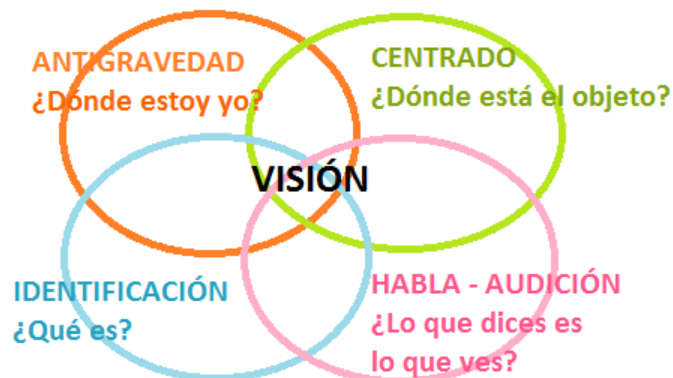 ANTIGRAVEDAD
¿Dónde estoy yo?
CENTRADO
¿Dónde está el objeto?
VISIÓN
IDENTIFICACIÓN
¿Qué es?
HABLA - AUDICIÓN
¿Lo que dices es
lo que ves?